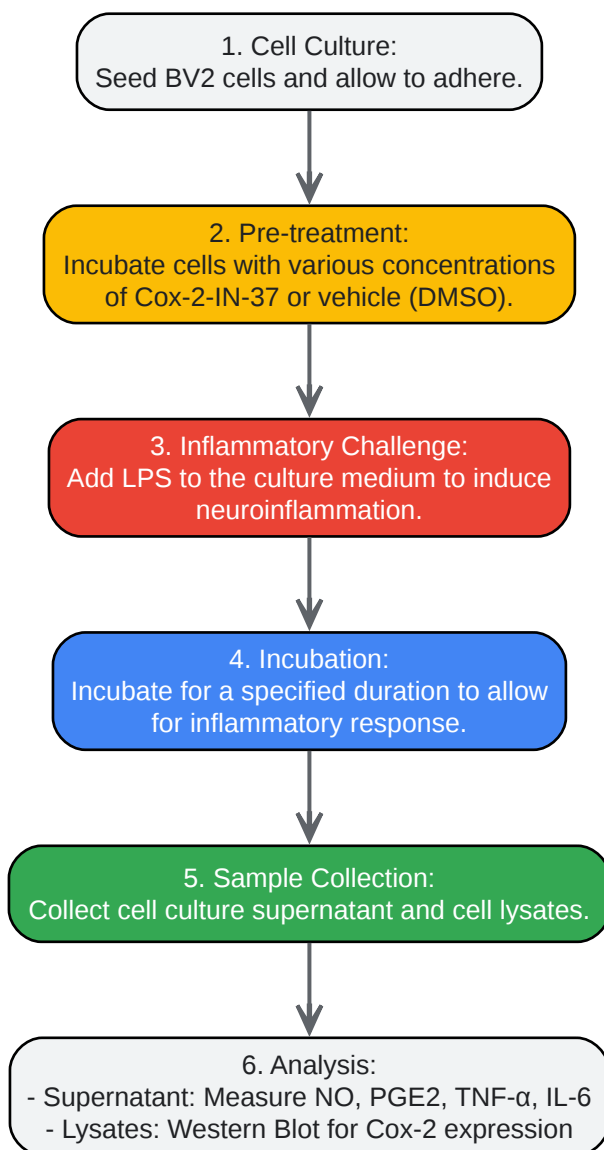 1. Cell Culture:
Seed BV2 cells and allow to adhere.
2. Pre-treatment:
Incubate cells with various concentrations
of Cox-2-IN-37 or vehicle (DMSO).
3. Inflammatory Challenge:
Add LPS to the culture medium to induce
neuroinflammation.
4. Incubation:
Incubate for a specified duration to allow
for inflammatory response.
5. Sample Collection:
Collect cell culture supernatant and cell lysates.
6. Analysis:
- Supernatant: Measure NO, PGE2, TNF-α, IL-6
- Lysates: Western Blot for Cox-2 expression